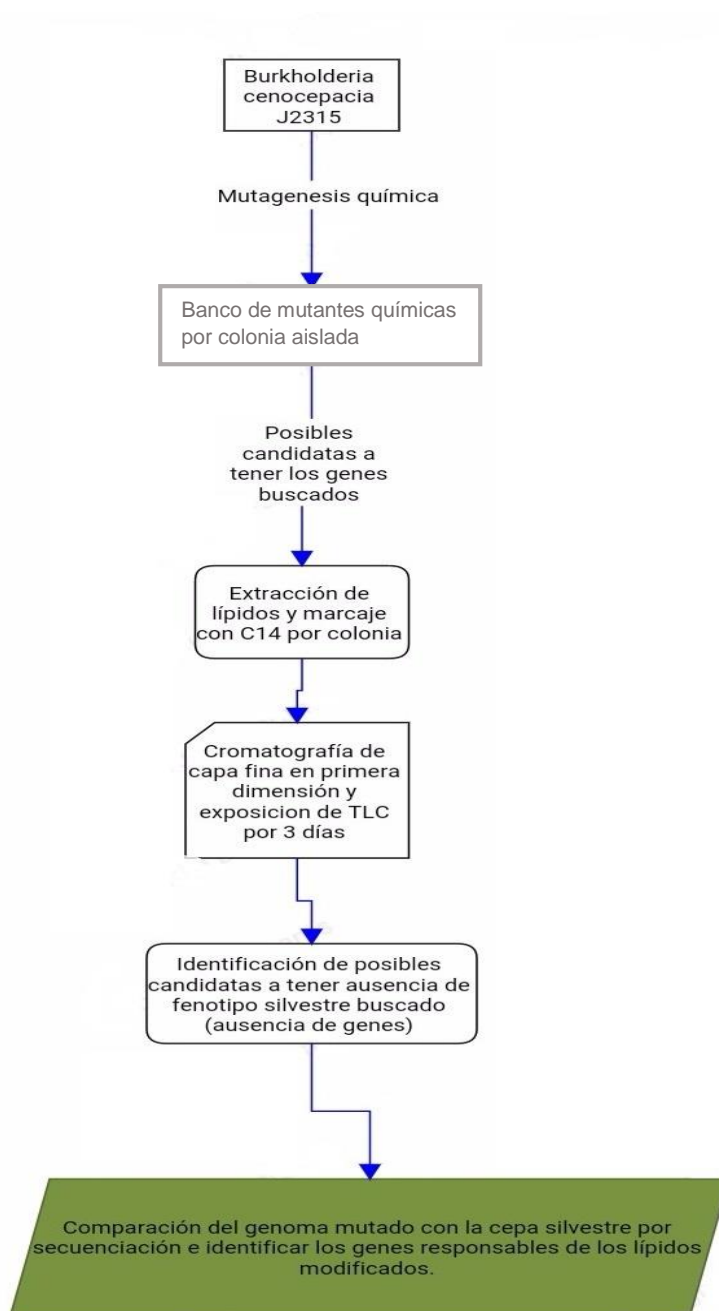 Burkholderia
cenocepacia
J2315
Mutagenesis química
Banco de mutantes químicas
por colonia aislada
Posibles
candidatas a
tener los genes
buscados
Extracción de
lípidos y marcaje
con C14 por colonia
Cromatografía de
capa fina en primera
dimensión y
exposicion de TLC
por 3 días
Identificación de posibles
candidatas a tener ausencia de
fenotipo silvestre buscado
(ausencia de genes)
Comparación del genoma mutado con la cepa silvestre por
secuenciación e identificar los genes responsables de los lípidos
modificados.